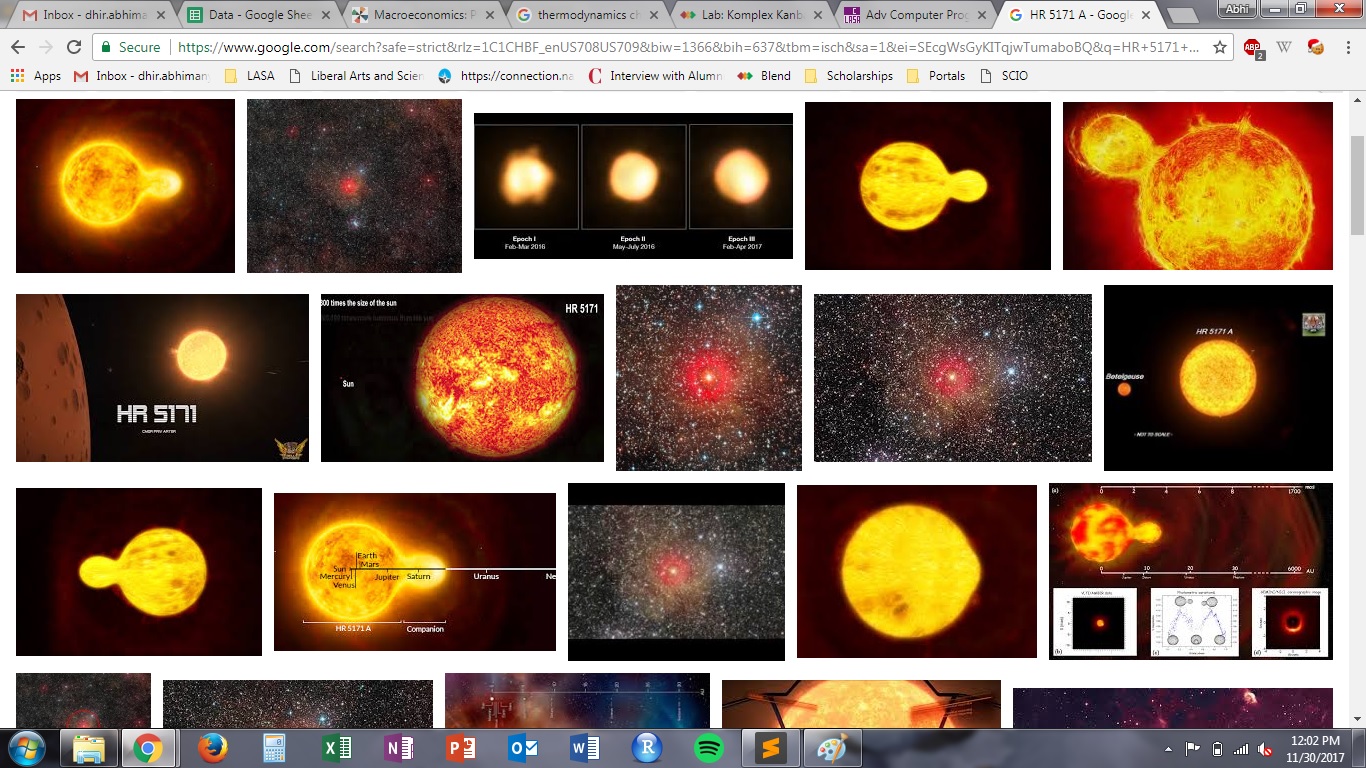 Inbox - dhir.abhima
Data - Google Shee
Macroeconomics: P
thermodynamics ch
Lab: Komplex Kanb
Adv Computer Prog
HR 5171 A - Googl
Abhi
Secure
https://www.google.com/search?safe=strict&rlz=1C1CHBF_enUS708US709&biw=1366&bih=637&tbm=isch&sa=1&ei=SEcgWsGyKITqjwTumaboBQ&q=HR+5171+...
ABP
2
W
Apps
Inbox - dhir.abhiman
LASA
Liberal Arts and Scien
https://connection.na
Interview with Alumn
Blend
Scholarships
Portals
SCIO
Epoch I
Feb-Mar 2016
Epoch II
May-July 2016
Epoch III
Feb-Apr 2017
HR 5171
300 times the size of the sun
HR 5171
Sun
HR 5171 A
Betelgeuse
- NOT TO SCALE -
Earth
Mars
Sun
Mercury
Venus
Jupiter
Saturn
Uranus
Ne
HR 5171 A
Companion
(a)
0 2 4 6 8 1700
mas
0
6000
AU
(b)
(c)
(d)
12:02 PM
11/30/2017